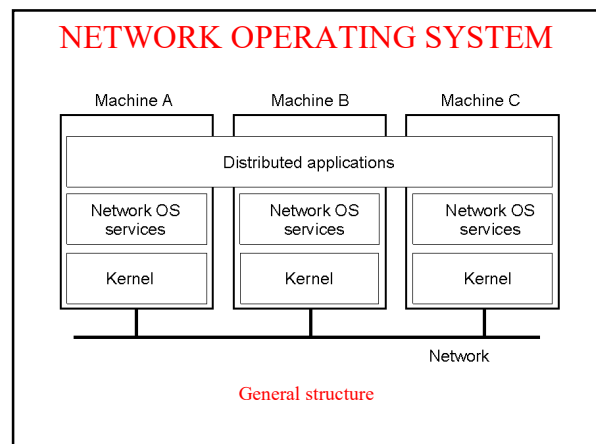 NETWORK OPERATING SYSTEM
Machine A
Machine B
Machine C
Distributed applications
Network OS
services
Network OS
services
Network OS
services
Kernel
Kernel
Kernel
Network
General structure